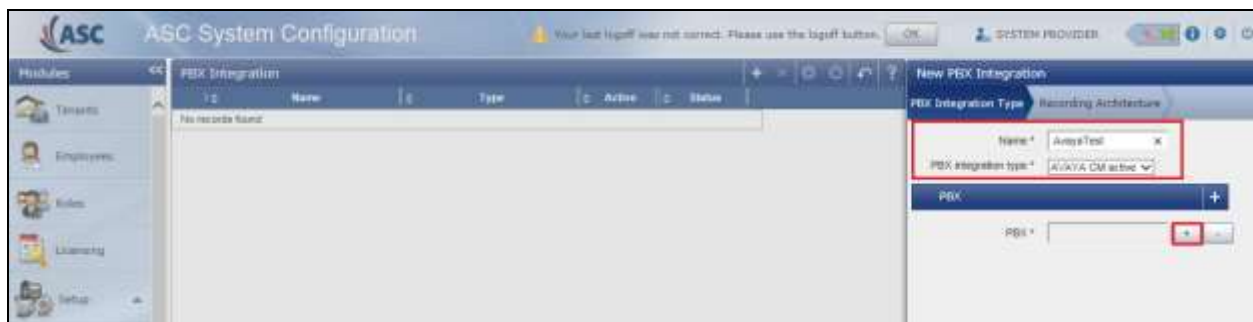 ASC ASC System Configuration Your last logoff was not correct. Please use the logoff button. OK SYSTEM PROVIDER
Modules << PBX Integration + ? New PBX Integration
Name Type Active Status
PBX Integration Type Recording Architecture
No records found
Tenants
Name * AvayaTest x
Employees
PBX integration type * AVAYA CM active
Roles
PBX +
Licensing
PBX * + -
Setup